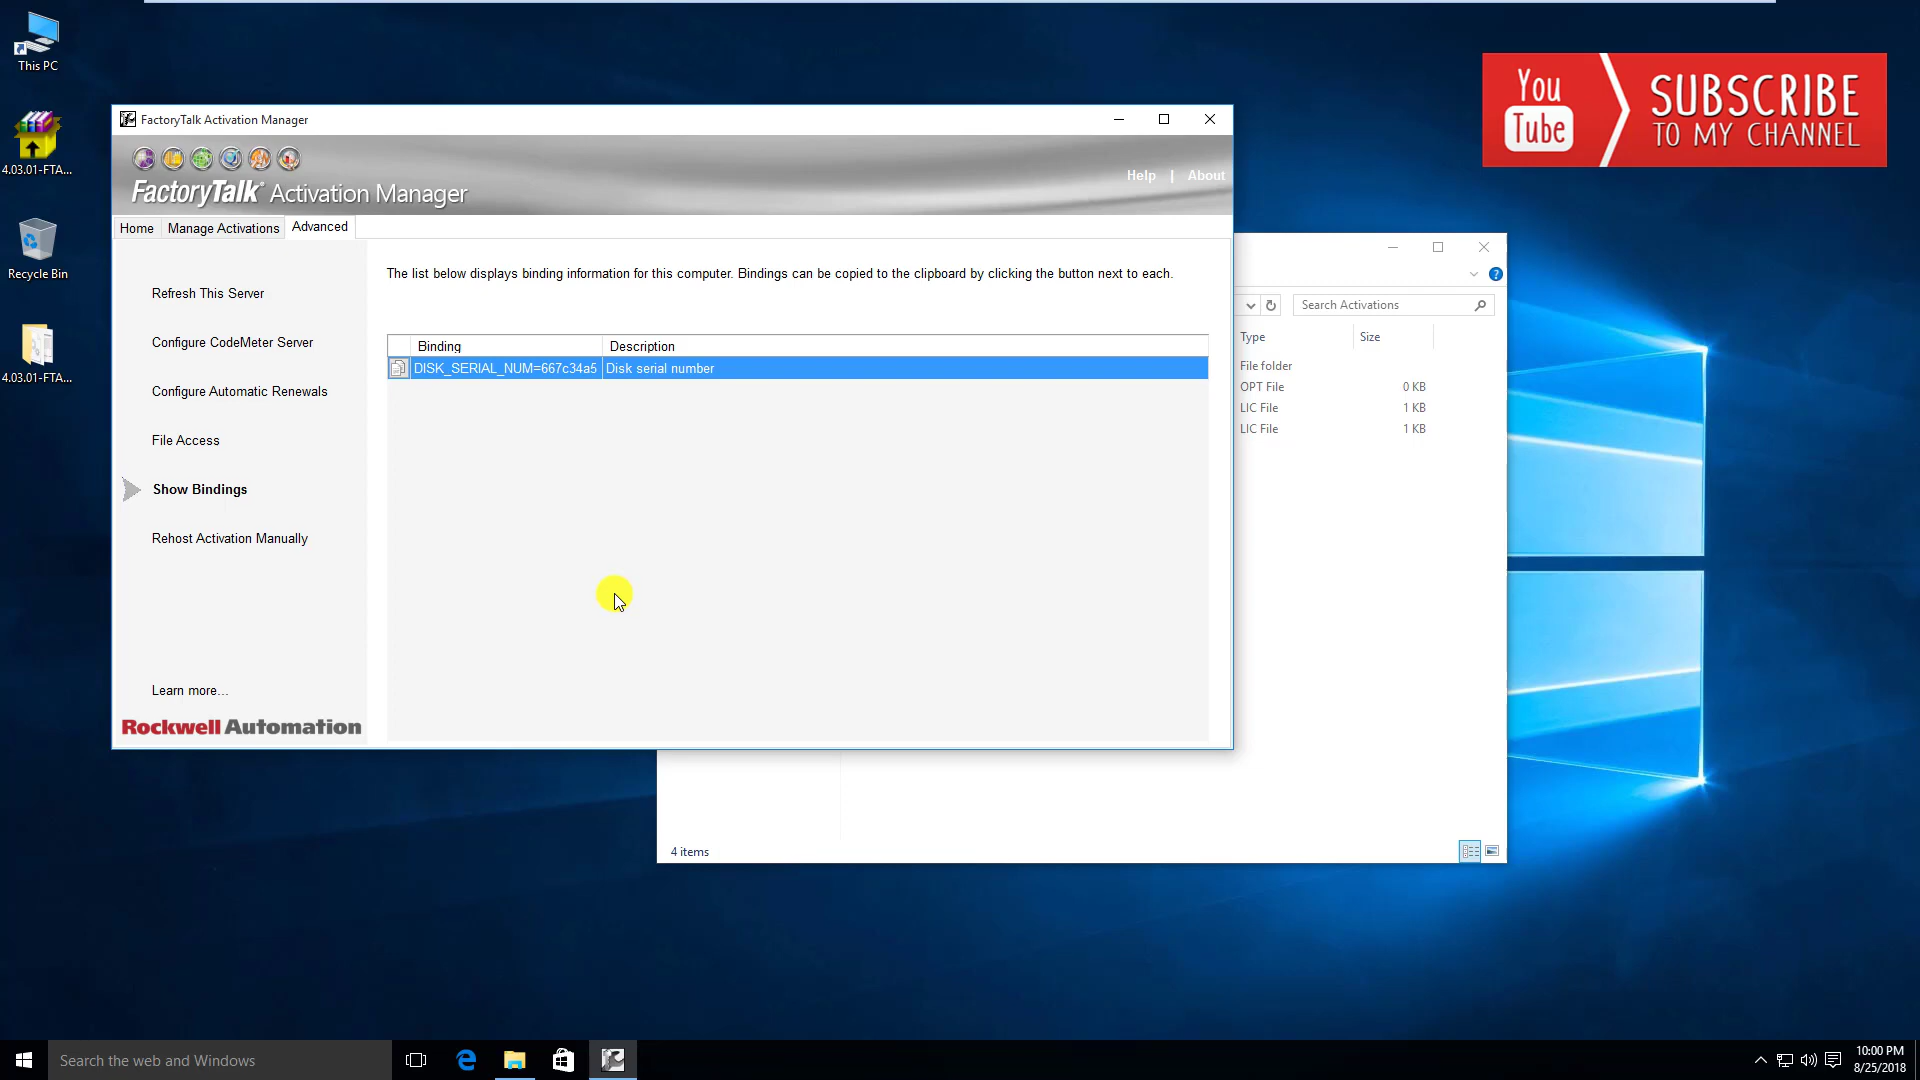 This PC
4.03.01-FTA...
Recycle Bin
4.03.01-FTA...
You
Tube
SUBSCRIBE
TO MY CHANNEL
FactoryTalk Activation Manager
FactoryTalk® Activation Manager
Help | About
Home Manage Activations Advanced
Refresh This Server
Configure CodeMeter Server
Configure Automatic Renewals
File Access
Show Bindings
Rehost Activation Manually
Learn more...
Rockwell Automation
The list below displays binding information for this computer. Bindings can be copied to the clipboard by clicking the button next to each.
Binding Description
DISK_SERIAL_NUM=667c34a5 Disk serial number
Search Activations
Type Size
File folder
OPT File 0 KB
LIC File 1 KB
LIC File 1 KB
4 items
Search the web and Windows
10:00 PM
8/25/2018